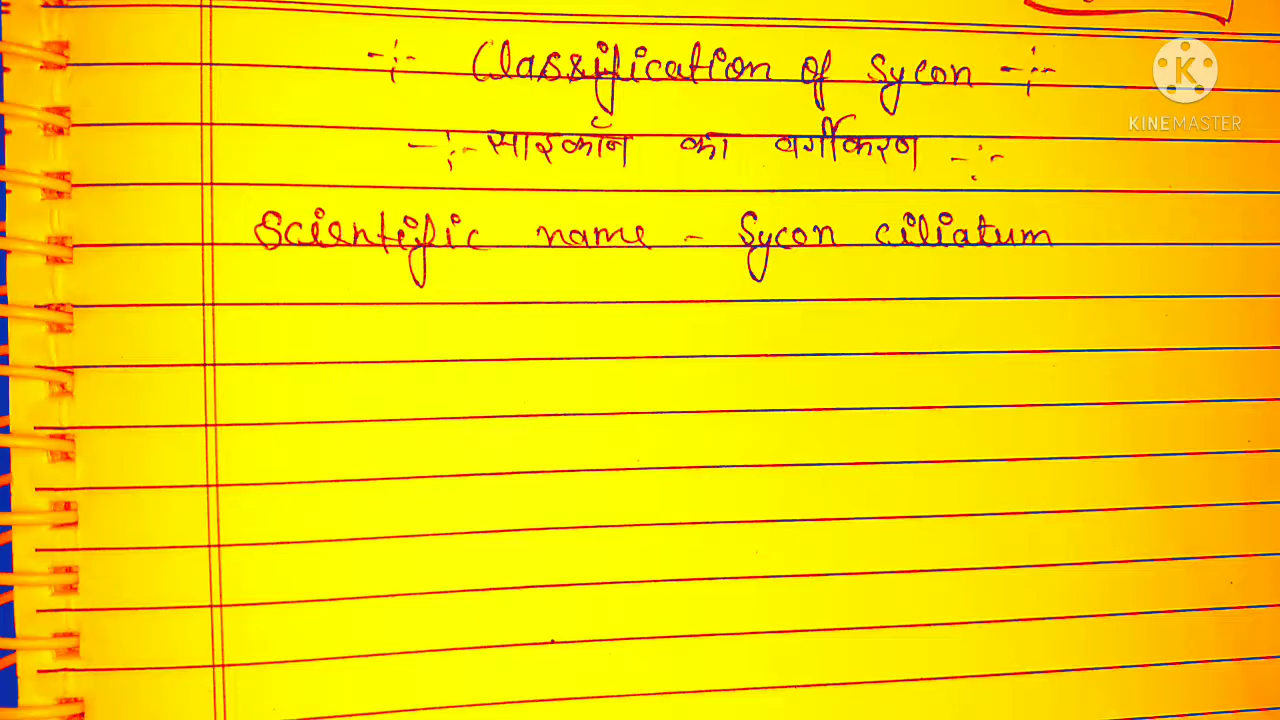 Classification of Sycon
साइकॉन का वर्गीकरण
Scientific name - Sycon ciliatum
K
KINEMASTER